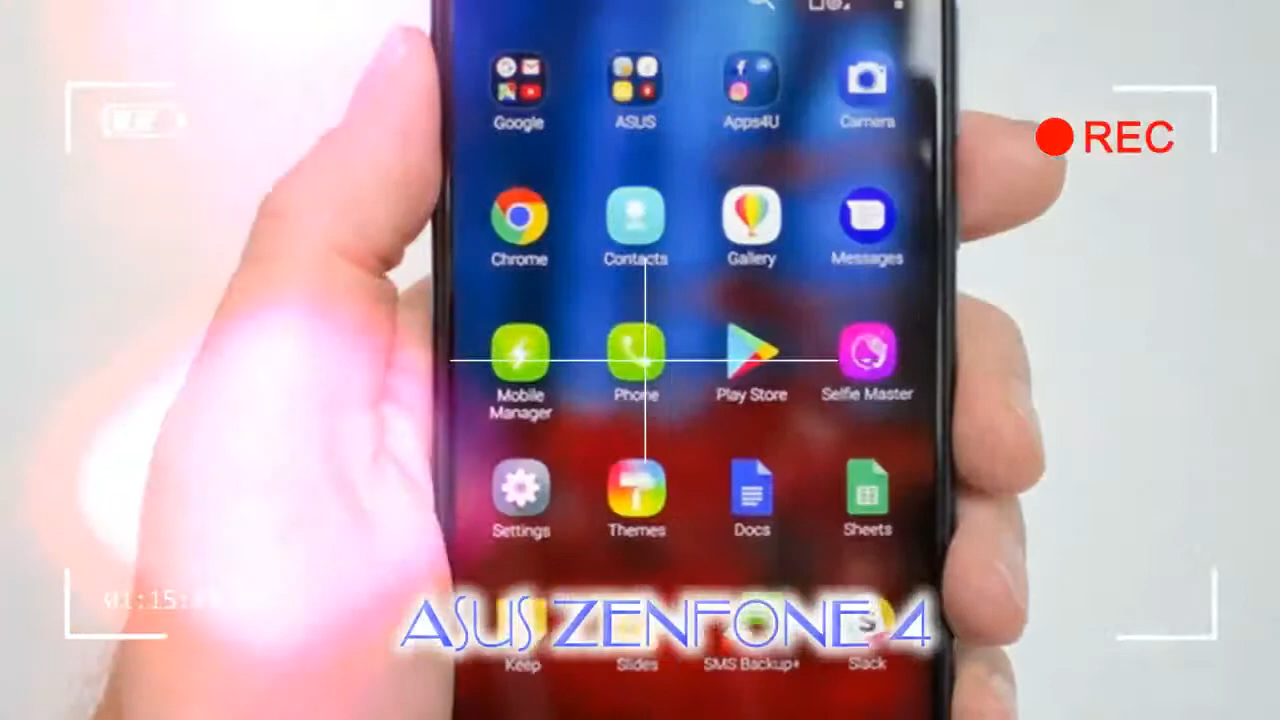 Google ASUS Apps4U Camera
REC
Chrome Contacts Gallery Messages
Mobile Manager Phone Play Store Selfie Master
Settings Themes Docs Sheets
ASUS ZENFONE 4
Keep Slides SMS Backup+ Slack